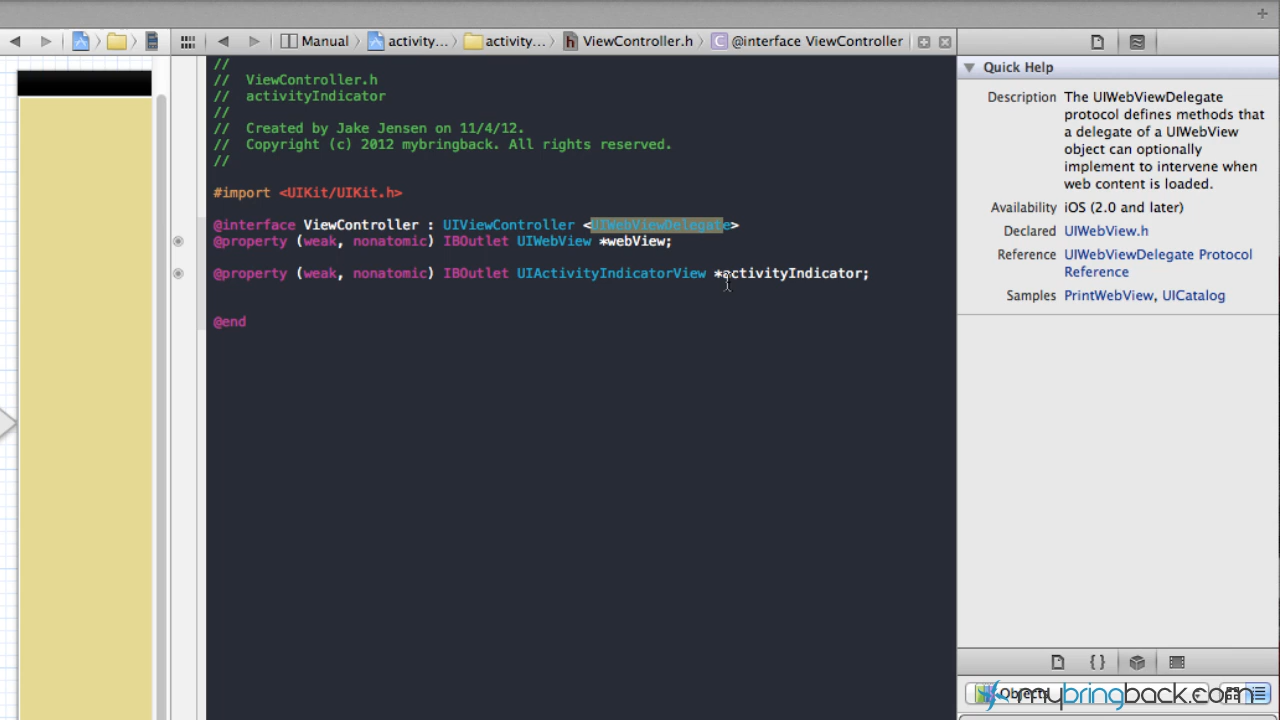 Manual
activity...
activity...
ViewController.h
@interface ViewController
//
// ViewController.h
// activityIndicator
//
// Created by Jake Jensen on 11/4/12.
// Copyright (c) 2012 mybringback. All rights reserved.
//
#import <UIKit/UIKit.h>
@interface ViewController : UIViewController <UIWebViewDelegate>
@property (weak, nonatomic) IBOutlet UIWebView *webView;
@property (weak, nonatomic) IBOutlet UIActivityIndicatorView *activityIndicator;
@end
Quick Help
Description The UIWebViewDelegate
protocol defines methods that
a delegate of a UIWebView
object can optionally
implement to intervene when
web content is loaded.
Availability iOS (2.0 and later)
Declared UIWebView.h
Reference UIWebViewDelegate Protocol
Reference
Samples PrintWebView, UICatalog
Objects
mybringback.com